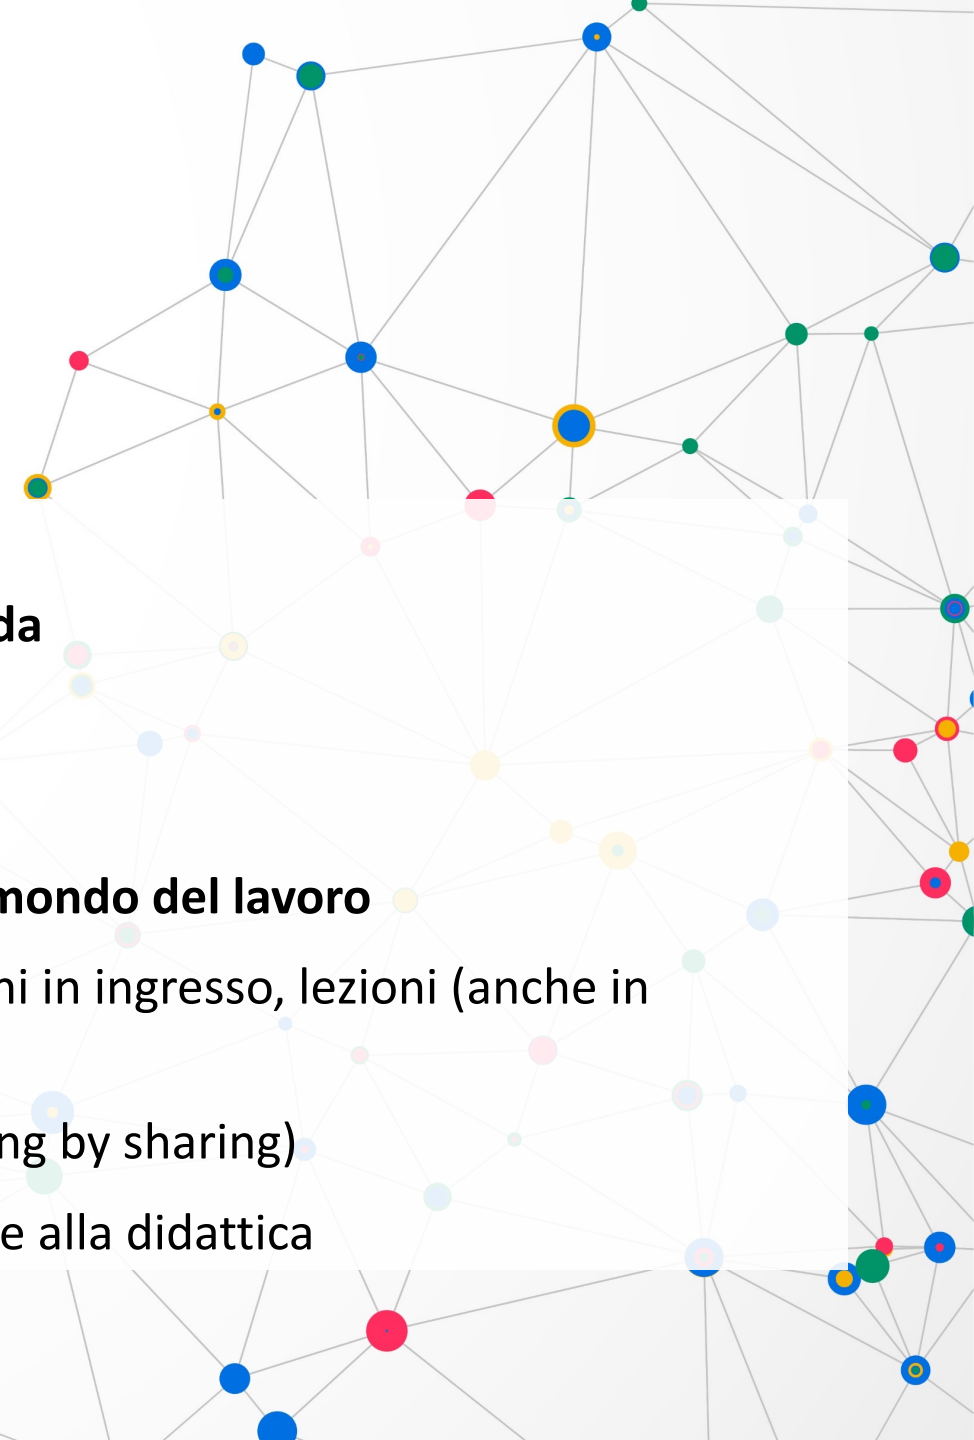 da
mondo del lavoro
ni in ingresso, lezioni (anche in
ng by sharing)
e alla didattica